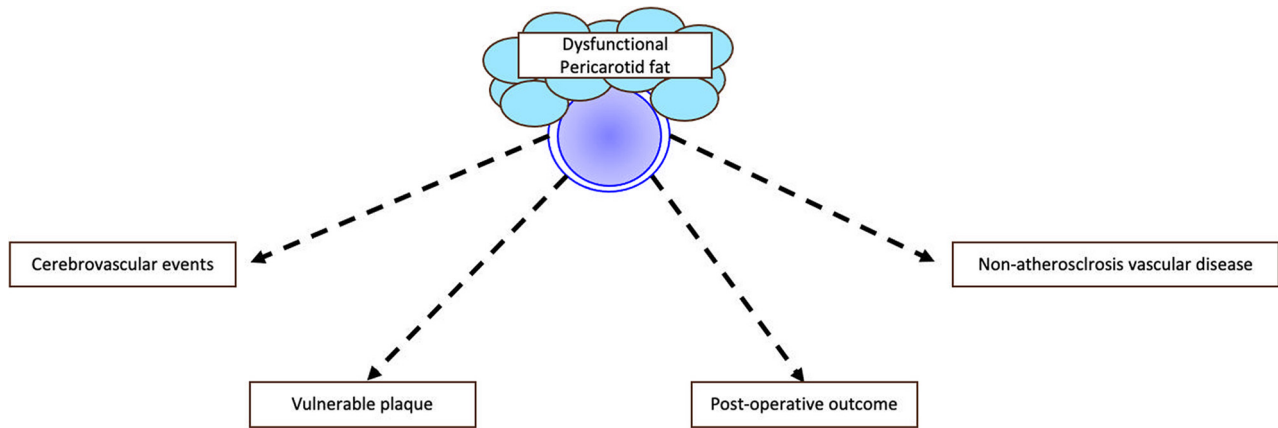 Dysfunctional
Pericarotid fat
Cerebrovascular events
Non-atherosclrosis vascular disease
Vulnerable plaque
Post-operative outcome